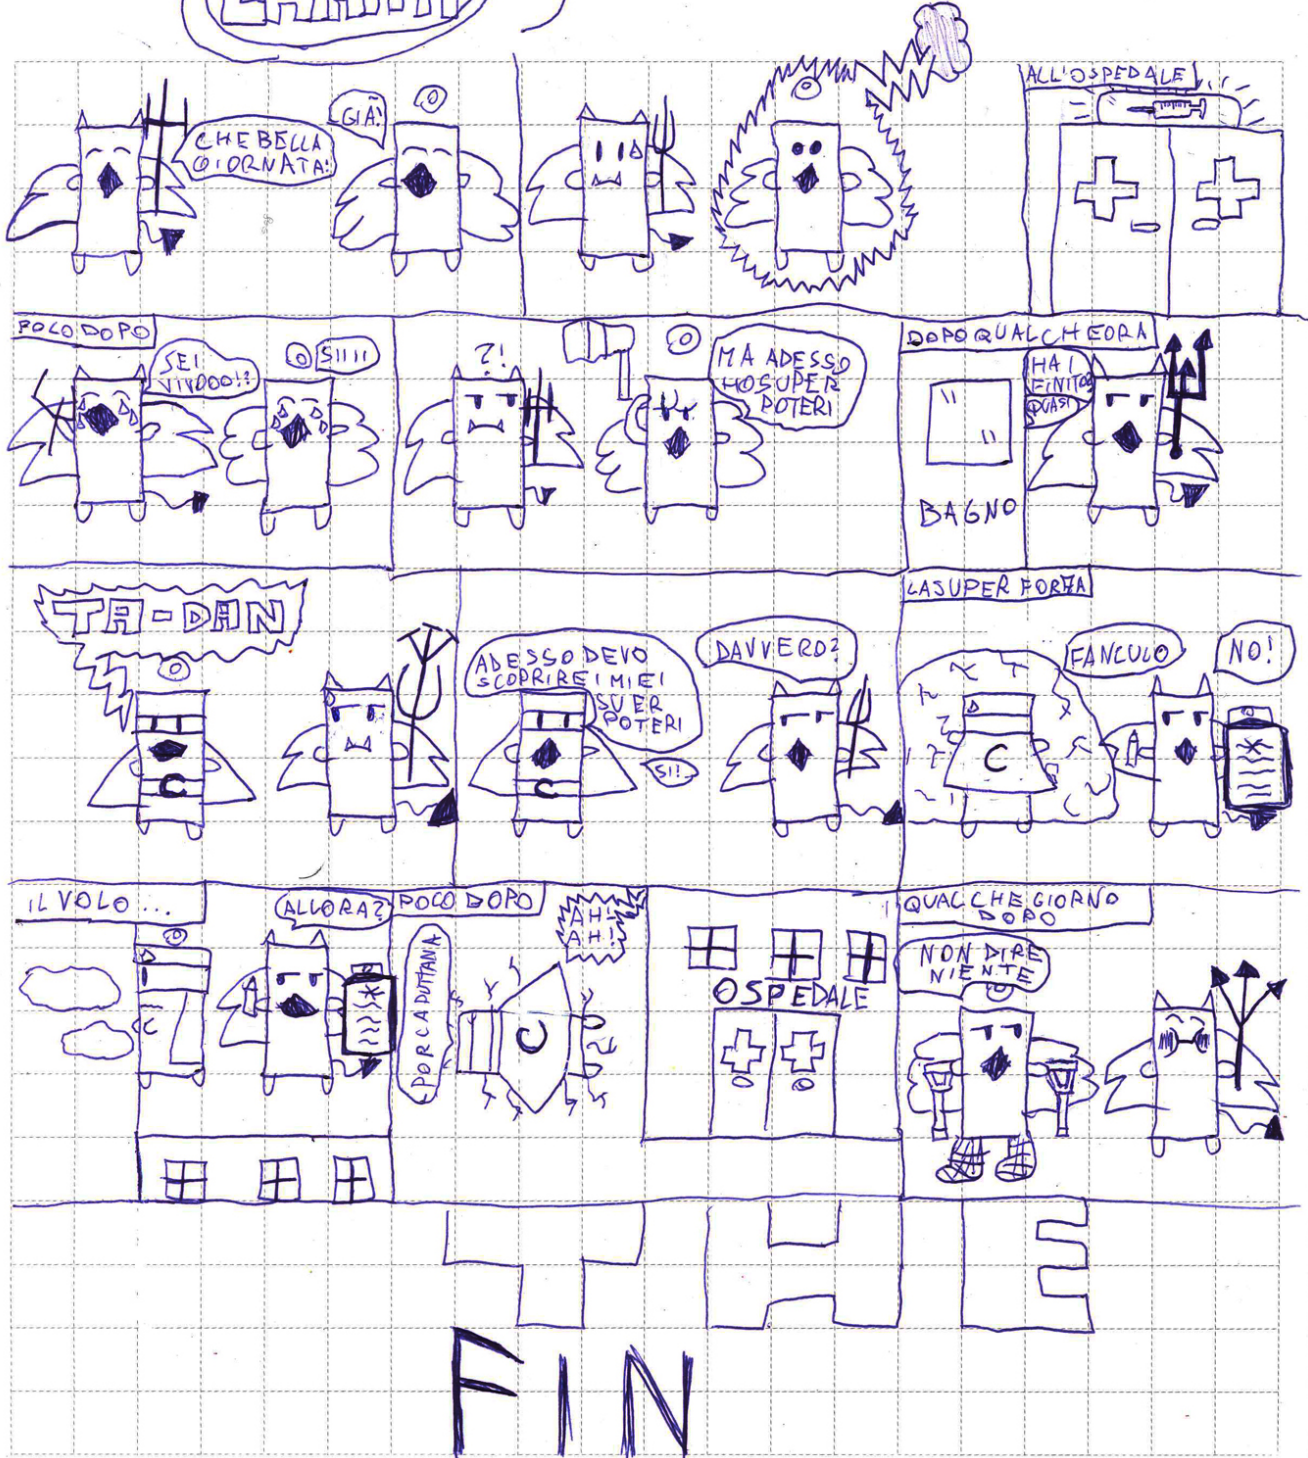 CHE BELLA
GIORNATA!
GIÀ!
ALL'OSPEDALE
POCO DOPO
SEI
VIVOOO!?
SIIII
?!
MA ADESSO
HO SUPER
POTERI
DOPO QUALCHE ORA
HAI
FINITO?
QUASI
BAGNO
TA-DAN
C
ADESSO DEVO
SCOPRIRE I MIEI
SUER
POTERI
SI!
C
DAVVERO?
LA SUPER FORZA
FANCULO
NO!
C
IL VOLO...
ALLORA?
C
POCO DOPO
AH!
AH!
PORCA PUTTANA
C
OSPEDALE
QUALCHE GIORNO
DOPO
NON DIRE
NIENTE
THE
FIN